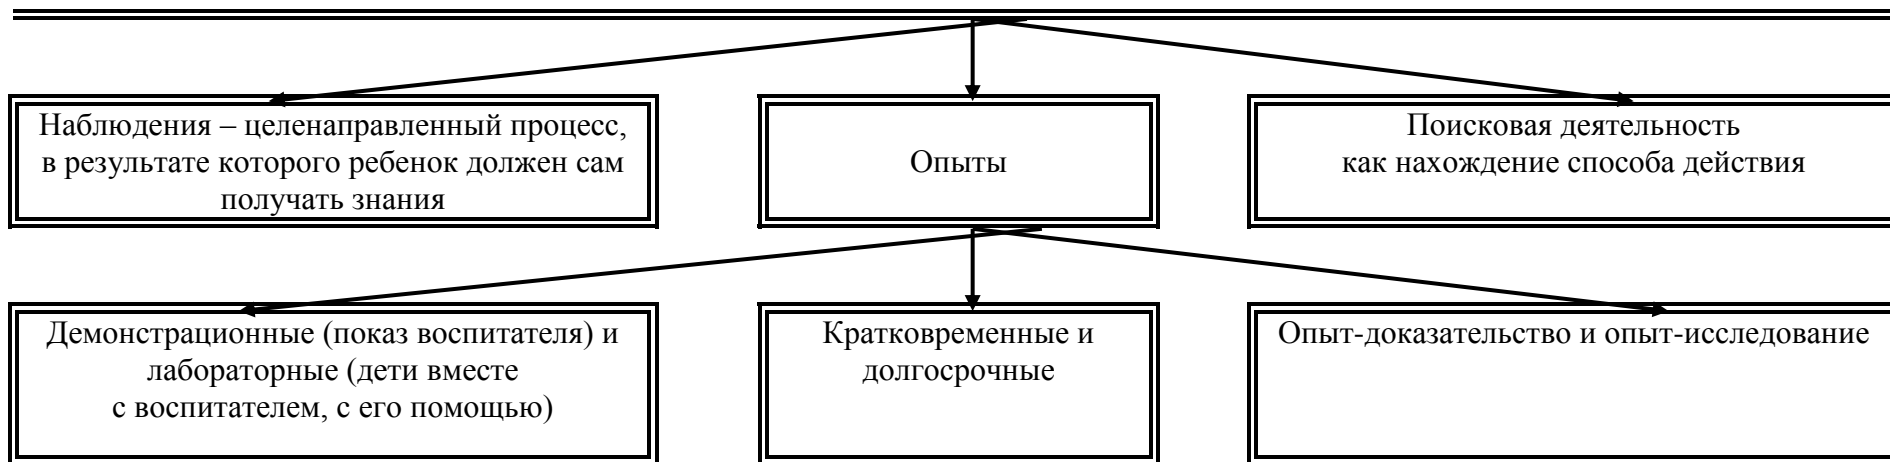 Наблюдения – целенаправленный процесс,
в результате которого ребенок должен сам
получать знания
Опыты
Поисковая деятельность
как нахождение способа действия
Демонстрационные (показ воспитателя) и
лабораторные (дети вместе
с воспитателем, с его помощью)
Кратковременные и
долгосрочные
Опыт-доказательство и опыт-исследование